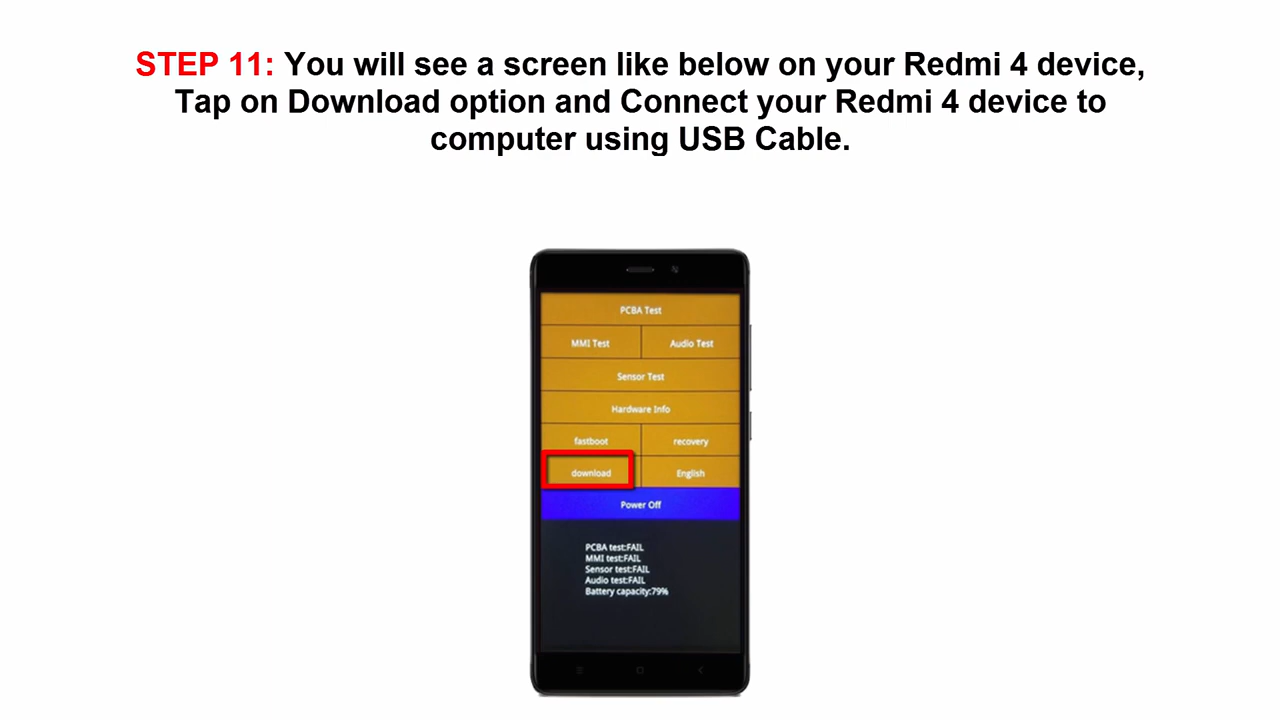 STEP 11: You will see a screen like below on your Redmi 4 device,
Tap on Download option and Connect your Redmi 4 device to
computer using USB Cable.
PCBA Test
MMI Test Audio Test
Sensor Test
Hardware Info
fastboot recovery
download English
Power Off
PCBA test:FAIL
MMI test:FAIL
Sensor test:FAIL
Audio test:FAIL
Battery capacity:79%